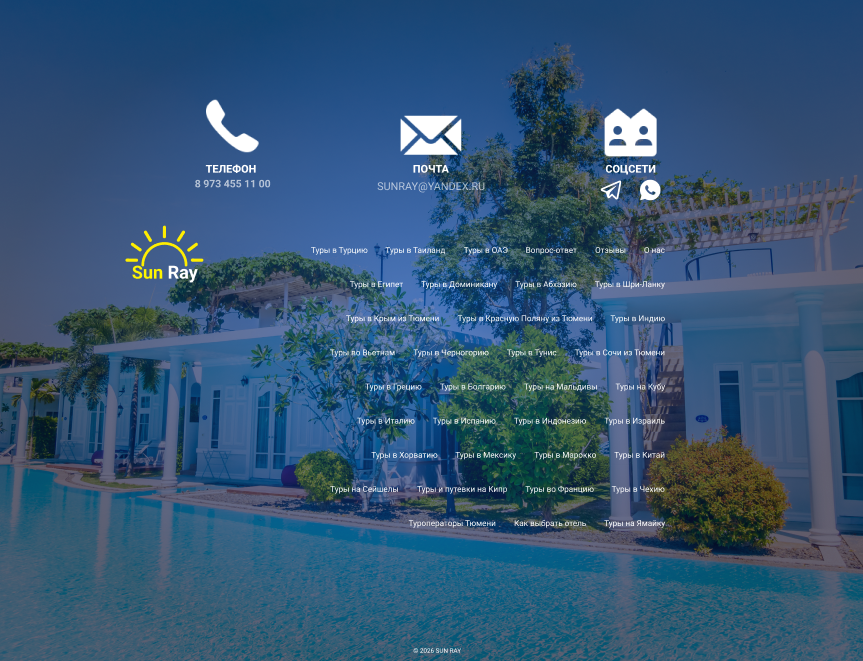 ТЕЛЕФОН
8 973 455 11 00
ПОЧТА
SUNRAY@YANDEX.RU
СОЦСЕТИ
Sun Ray
Туры в Турцию Туры в Таиланд Туры в ОАЭ Вопрос-ответ Отзывы О нас
Туры в Египет Туры в Доминикану Туры в Абхазию Туры в Шри-Ланку
Туры в Крым из Тюмени Туры в Красную Поляну из Тюмени Туры в Индию
Туры во Вьетнам Туры в Черногорию Туры в Тунис Туры в Сочи из Тюмени
Туры в Грецию Туры в Болгарию Туры на Мальдивы Туры на Кубу
Туры в Италию Туры в Испанию Туры в Индонезию Туры в Израиль
Туры в Хорватию Туры в Мексику Туры в Марокко Туры в Китай
Туры на Сейшелы Туры и путевки на Кипр Туры во Францию Туры в Чехию
Туроператоры Тюмени Как выбрать отель Туры на Ямайку
© 2026 SUN RAY